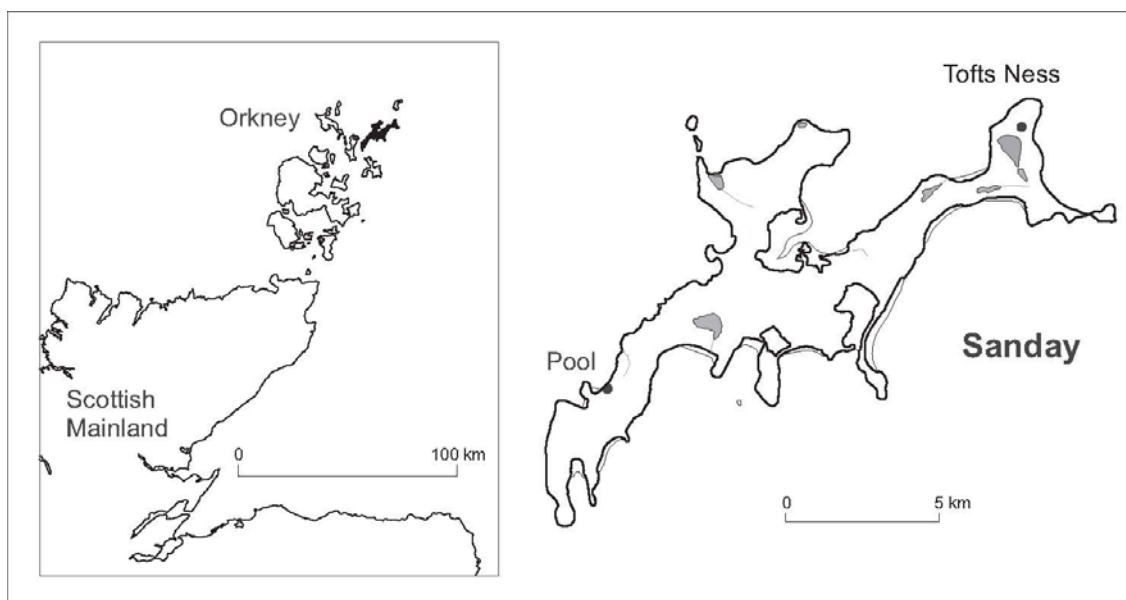 Orkney
Scottish
Mainland
0 100 km
Tofts Ness
Pool
Sanday
0 5 km